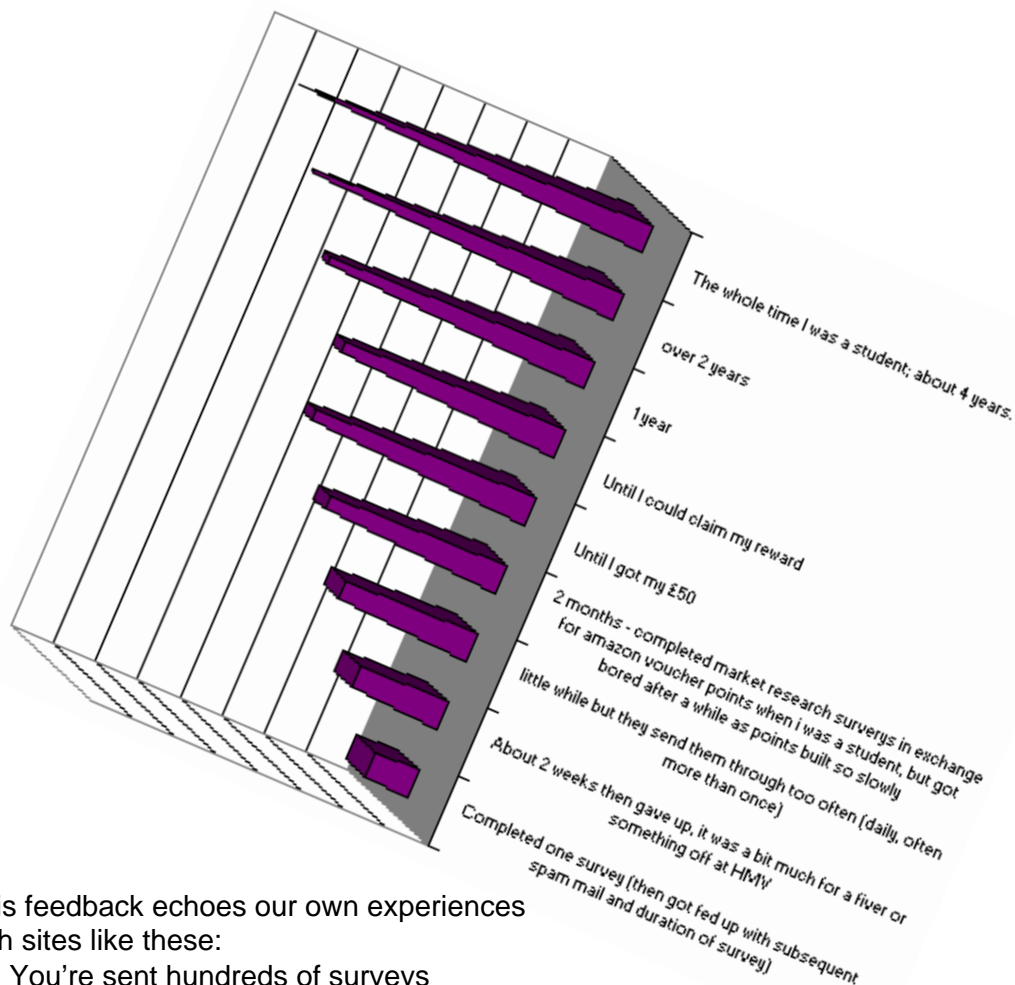 The whole time I was a student; about 4 years.
over 2 years
1 year
Until I could claim my reward
Until I got my £50
2 months - completed market research surverys in exchange
for amazon voucher points when i was a student, but got
bored after a while as points built so slowly
little while but they send them through too often (daily, often
more than once)
About 2 weeks then gave up, it was a bit much for a fiver or
something off at HMV
Completed one survey (then got fed up with subsequent
spam mail and duration of survey)
is feedback echoes our own experiences
h sites like these:
You're sent hundreds of surveys